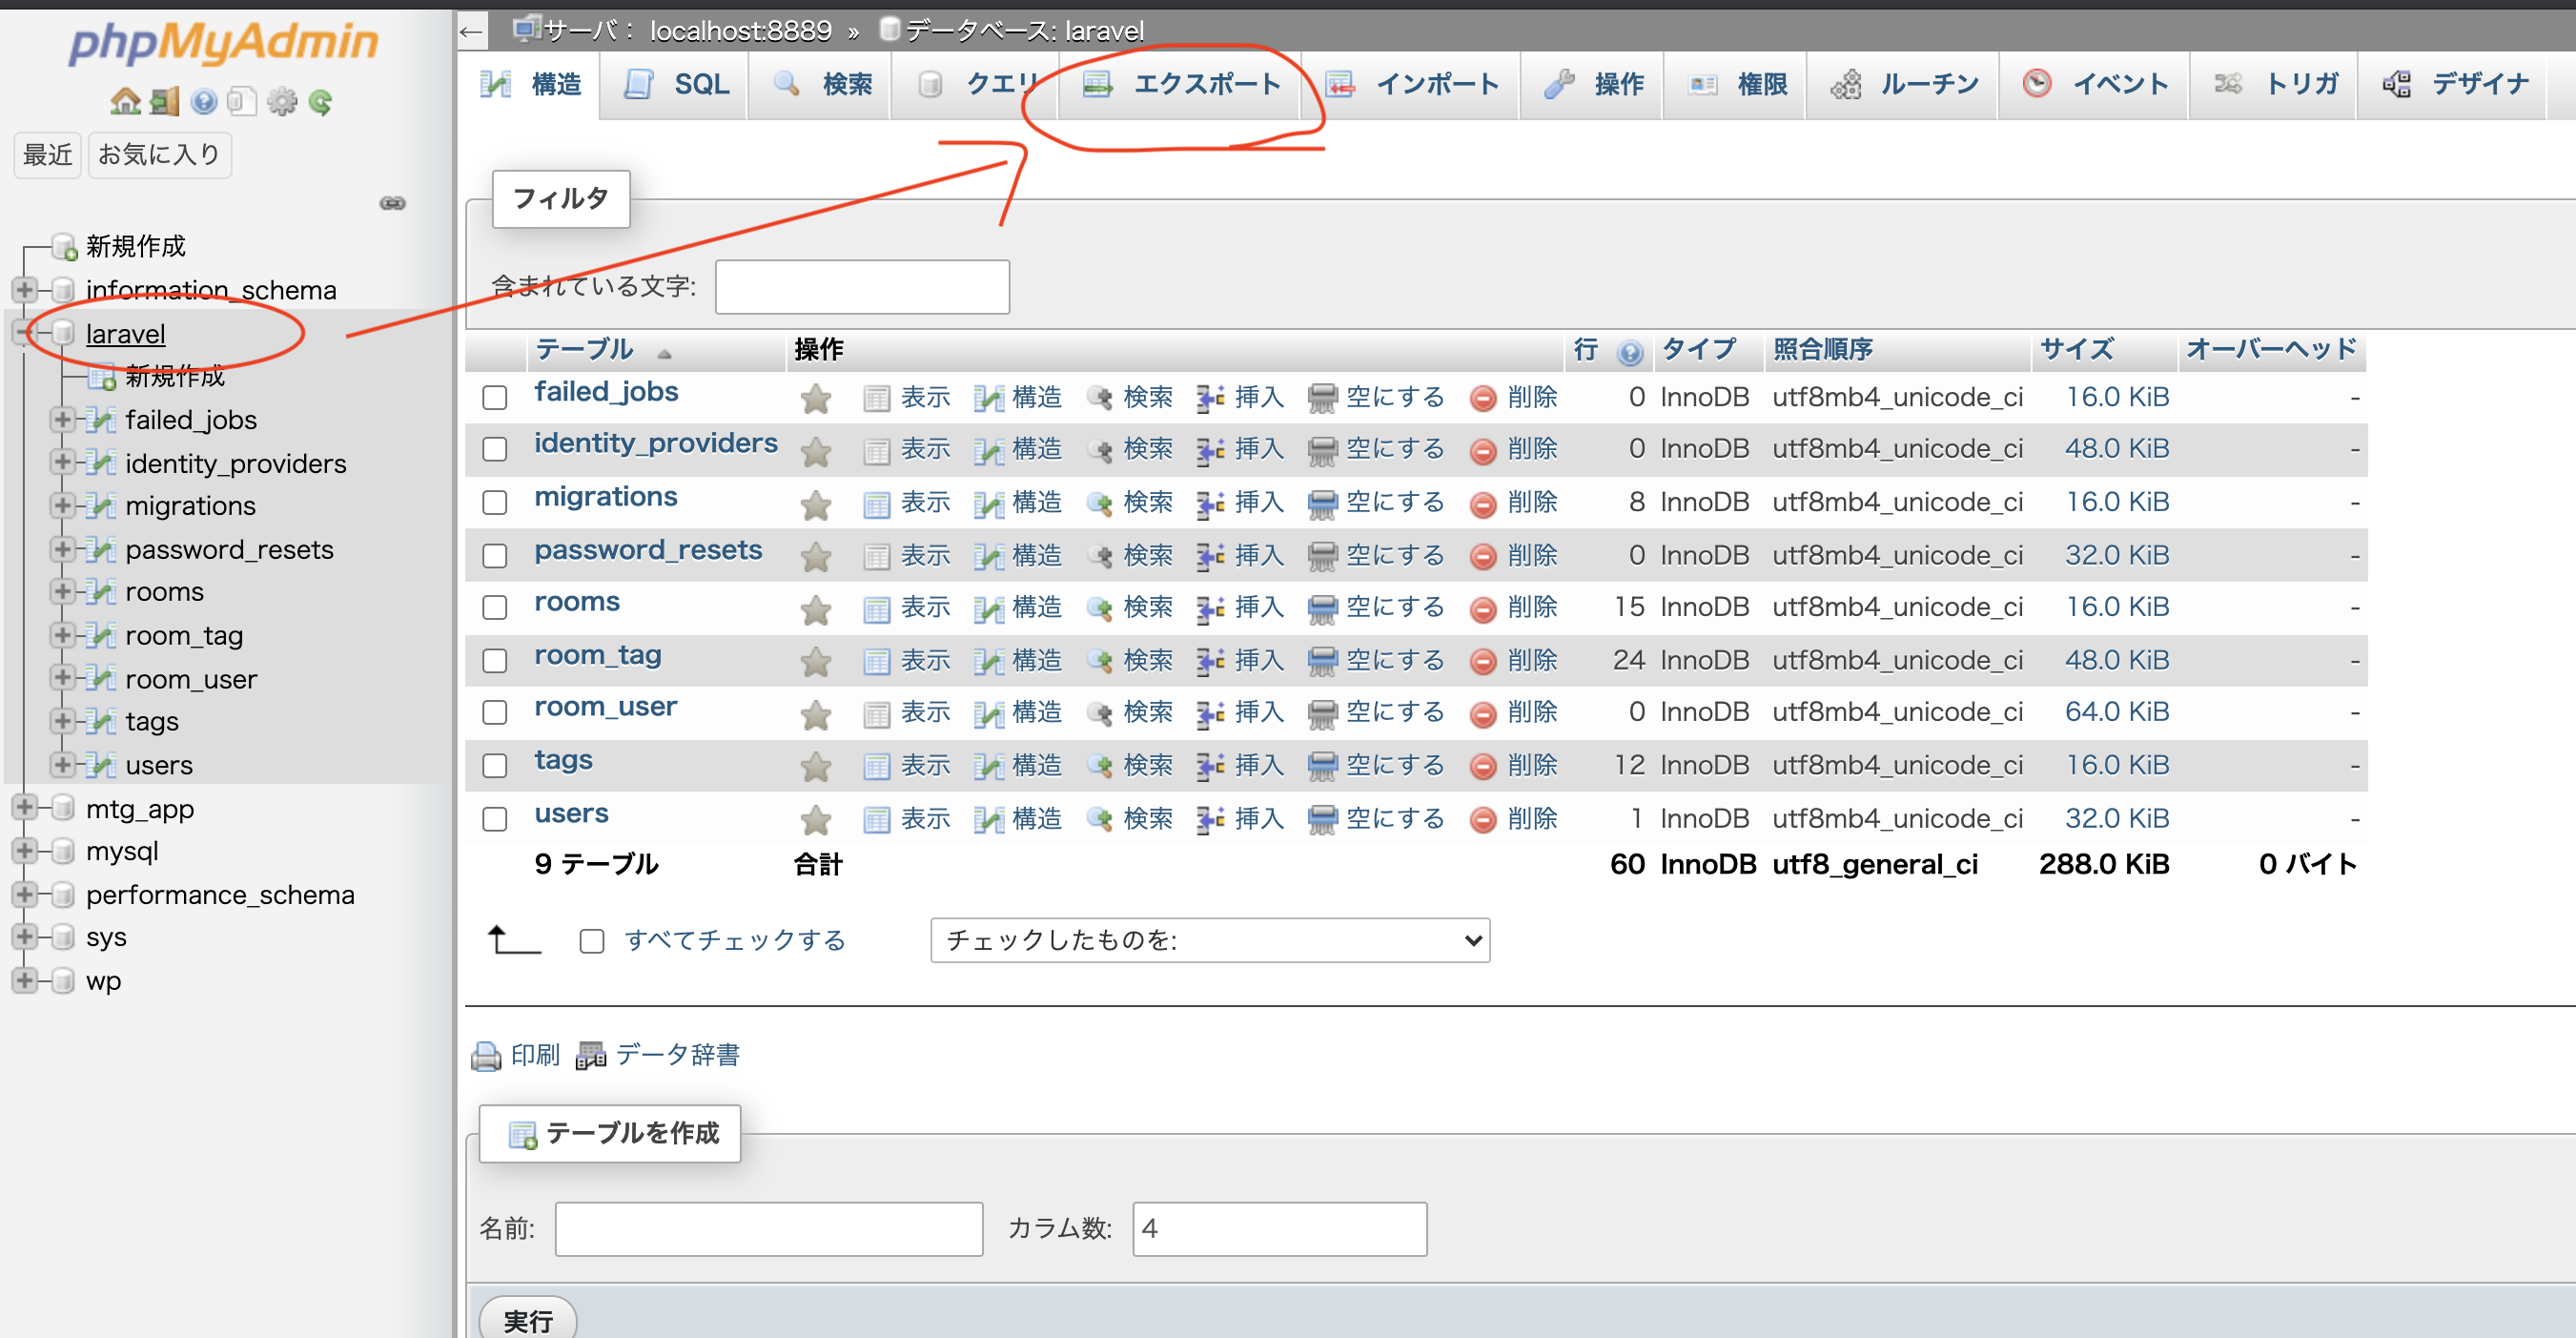 phpMyAdmin
最近 お気に入り
新規作成
information_schema
laravel
新規作成
failed_jobs
identity_providers
migrations
password_resets
rooms
room_tag
room_user
tags
users
mtg_app
mysql
performance_schema
sys
wp
サーバ： localhost:8889 » データベース: laravel
構造 SQL 検索 クエリ エクスポート インポート 操作 権限 ルーチン イベント トリガ デザイナ
フィルタ
含まれている文字:
テーブル 操作 行 タイプ 照合順序 サイズ オーバーヘッド
failed_jobs 表示 構造 検索 挿入 空にする 削除 0 InnoDB utf8mb4_unicode_ci 16.0 KiB -
identity_providers 表示 構造 検索 挿入 空にする 削除 0 InnoDB utf8mb4_unicode_ci 48.0 KiB -
migrations 表示 構造 検索 挿入 空にする 削除 8 InnoDB utf8mb4_unicode_ci 16.0 KiB -
password_resets 表示 構造 検索 挿入 空にする 削除 0 InnoDB utf8mb4_unicode_ci 32.0 KiB -
rooms 表示 構造 検索 挿入 空にする 削除 15 InnoDB utf8mb4_unicode_ci 16.0 KiB -
room_tag 表示 構造 検索 挿入 空にする 削除 24 InnoDB utf8mb4_unicode_ci 48.0 KiB -
room_user 表示 構造 検索 挿入 空にする 削除 0 InnoDB utf8mb4_unicode_ci 64.0 KiB -
tags 表示 構造 検索 挿入 空にする 削除 12 InnoDB utf8mb4_unicode_ci 16.0 KiB -
users 表示 構造 検索 挿入 空にする 削除 1 InnoDB utf8mb4_unicode_ci 32.0 KiB -
9 テーブル 合計 60 InnoDB utf8_general_ci 288.0 KiB 0 バイト
すべてチェックする チェックしたものを:
印刷 データ辞書
テーブルを作成
名前: カラム数: 4
実行